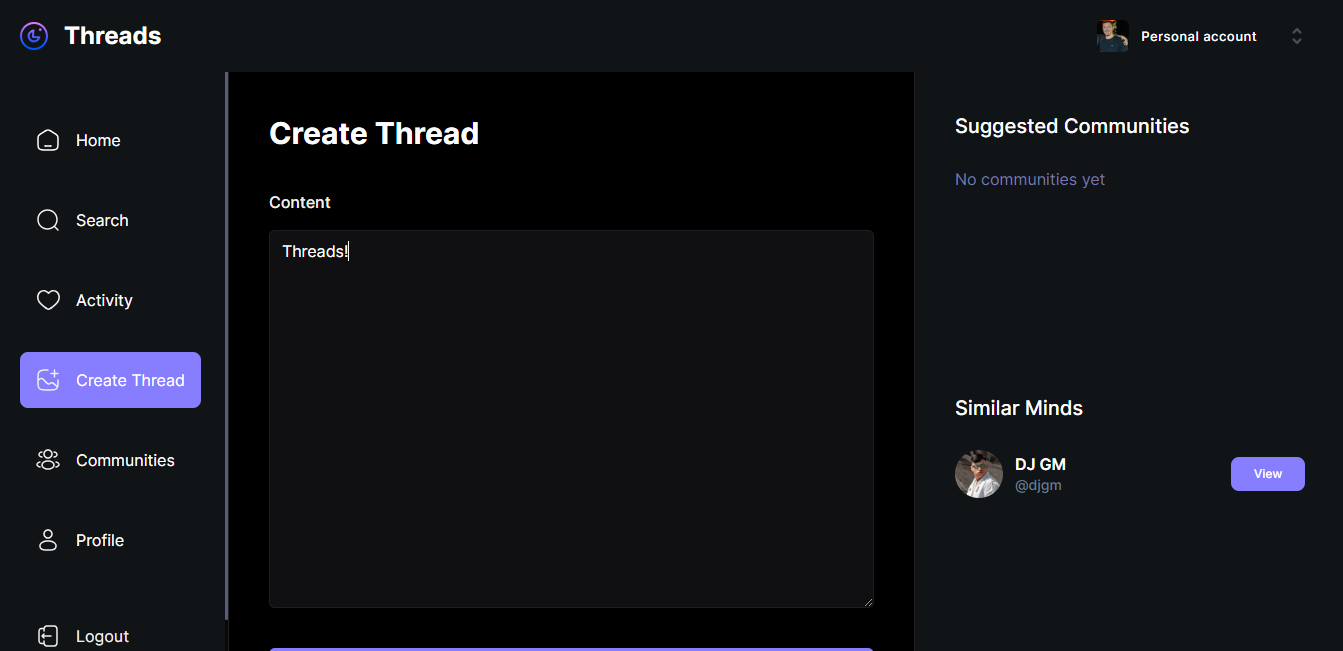 Threads
Personal account
Home
Search
Activity
Create Thread
Communities
Profile
Logout
Create Thread
Content
Threads!
Suggested Communities
No communities yet
Similar Minds
DJ GM
@djgm
View